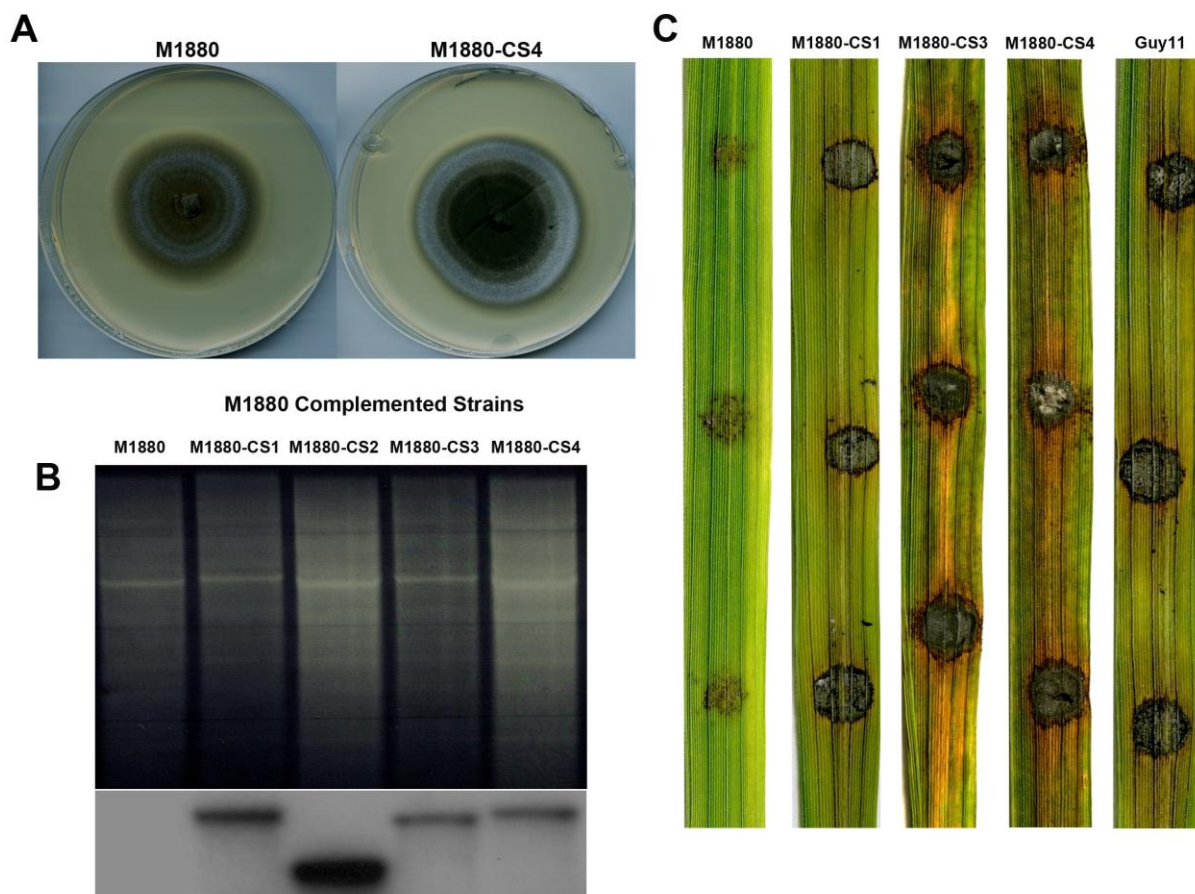 A
M1880 M1880-CS4
M1880 Complemented Strains
M1880 M1880-CS1 M1880-CS2 M1880-CS3 M1880-CS4
B
C
M1880 M1880-CS1 M1880-CS3 M1880-CS4 Guy11